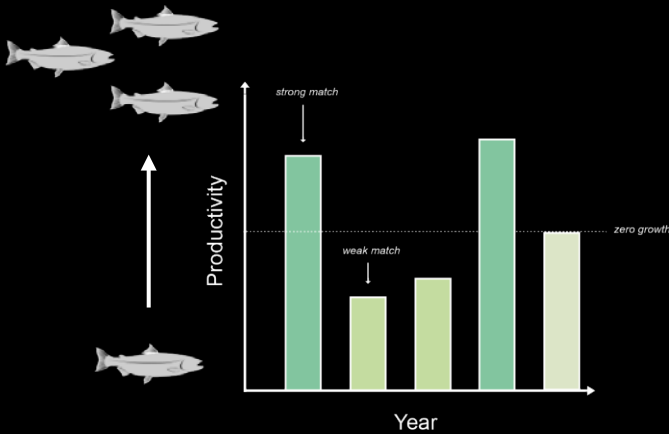 strong match
weak match
zero growth
Productivity
Year